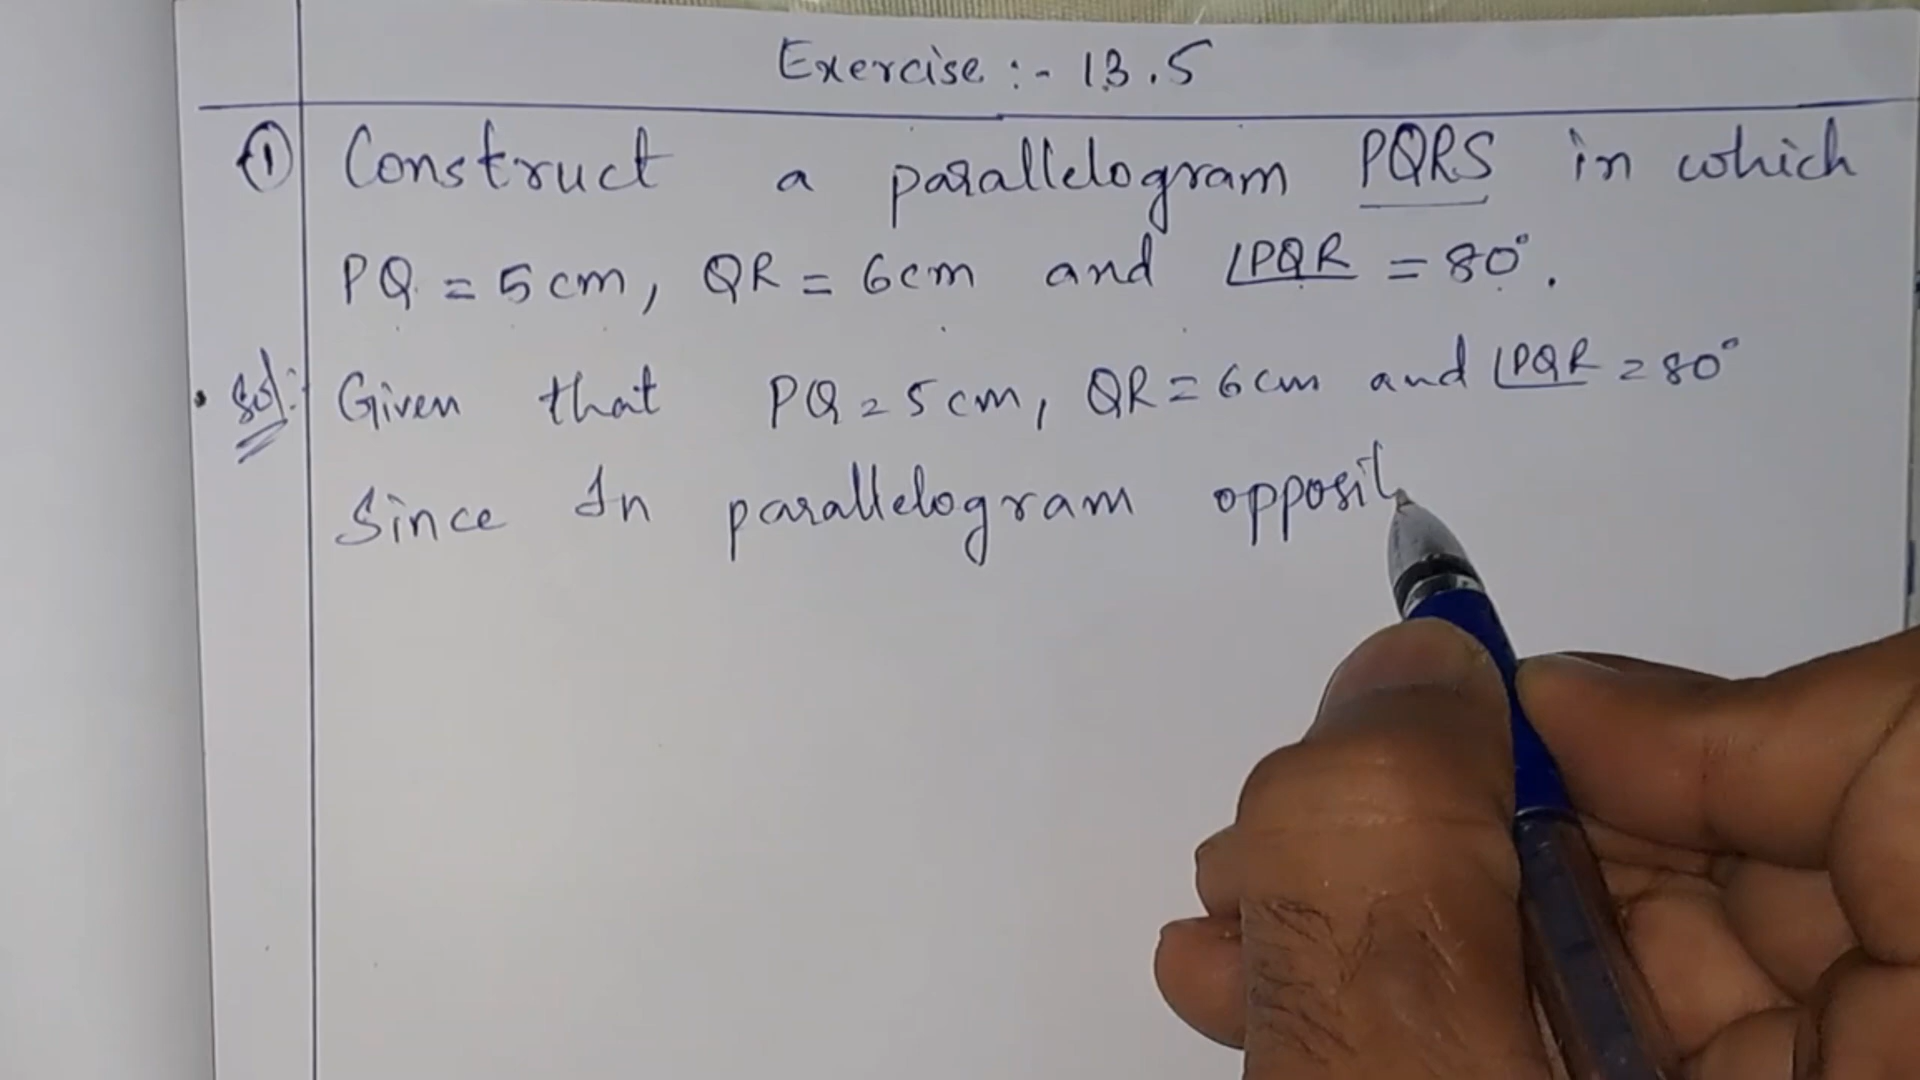 Exercise :- 13.5
① Construct a parallelogram PQRS in which
PQ = 5cm, QR = 6cm and ∠PQR = 80°.
Sol:- Given that PQ = 5cm, QR = 6cm and ∠PQR = 80°
Since In parallelogram opposit